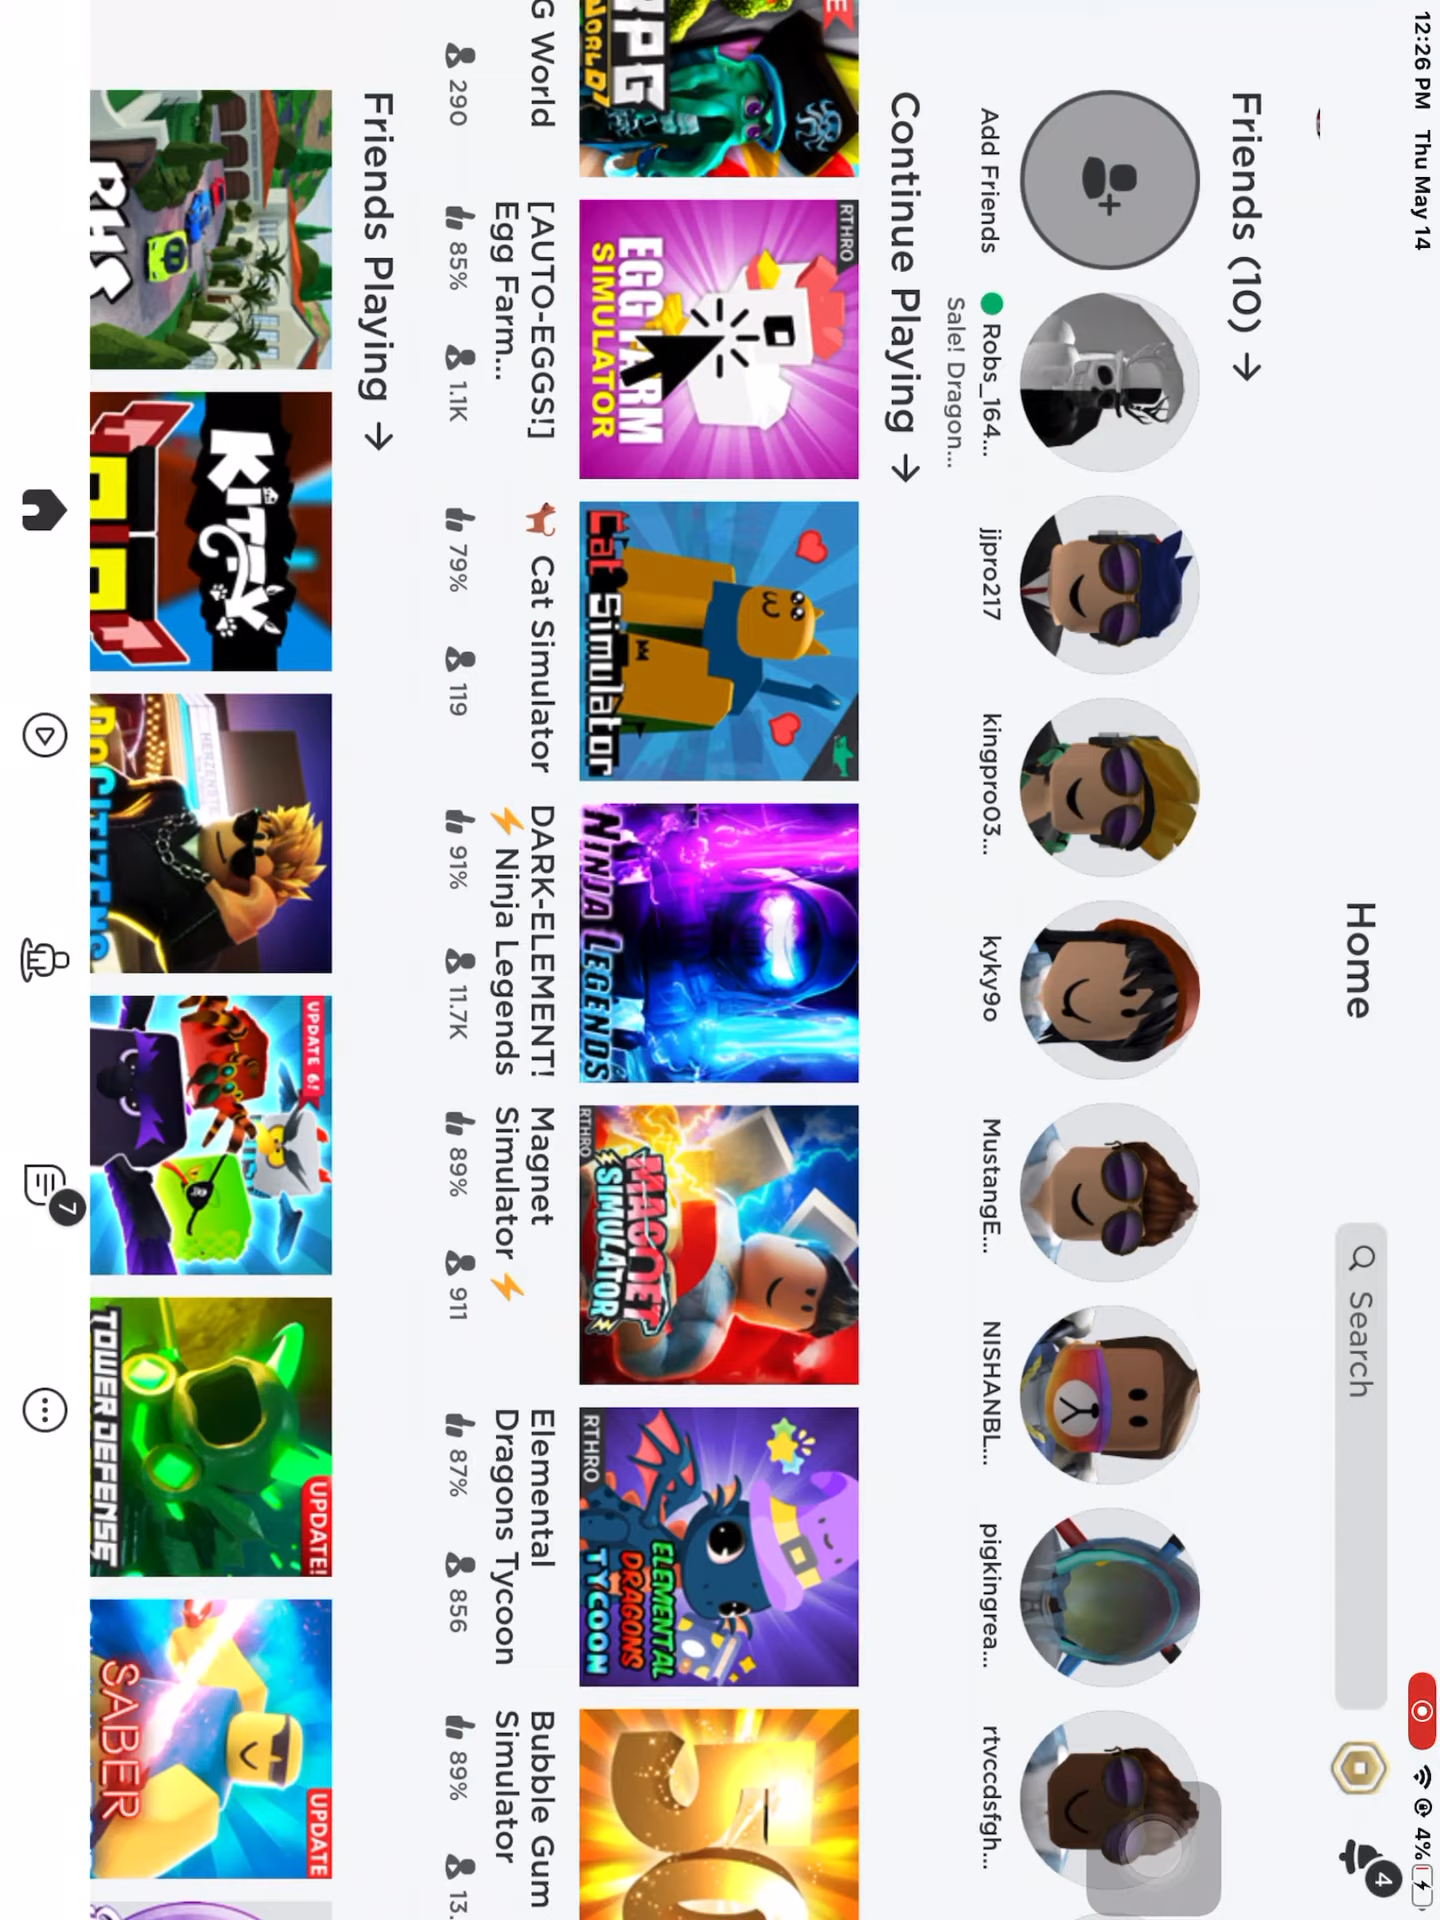 12:26 PM Thu May 14
4%
Home
Search
4
Friends (10)
Add Friends
Robs_164...
Sale! Dragon...
jjpro217
kingpro03...
kyky9o
MustangE...
NISHANBL...
pigkingrea...
rtvccdsfgh...
Continue Playing
RPG
WORLD
G World
290
RTHRO
EGG FARM
SIMULATOR
[AUTO-EGGS!]
Egg Farm...
85% 1.1K
Cat Simulator
Cat Simulator
79% 119
NINJA LEGENDS
DARK-ELEMENT!
⚡ Ninja Legends
91% 11.7K
MAGNET
SIMULATOR
RTHRO
Magnet
Simulator ⚡
89% 911
ELEMENTAL
DRAGONS
TYCOON
RTHRO
Elemental
Dragons Tycoon
87% 856
Bubble Gum
Simulator
89% 13.
Friends Playing
RHS
KITTY
UPDATE 6!
UPDATE!
TOWER DEFENSE
UPDATE
SABER
7